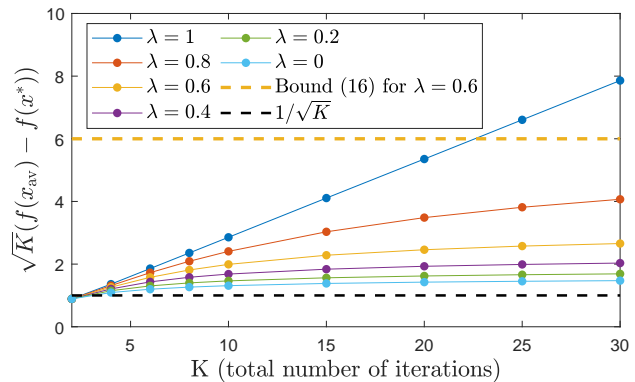 10
8
6
4
2
0
√K(f(x_av) − f(x*))
λ = 1
λ = 0.8
λ = 0.6
λ = 0.4
λ = 0.2
λ = 0
Bound (16) for λ = 0.6
1/√K
5 10 15 20 25 30
K (total number of iterations)